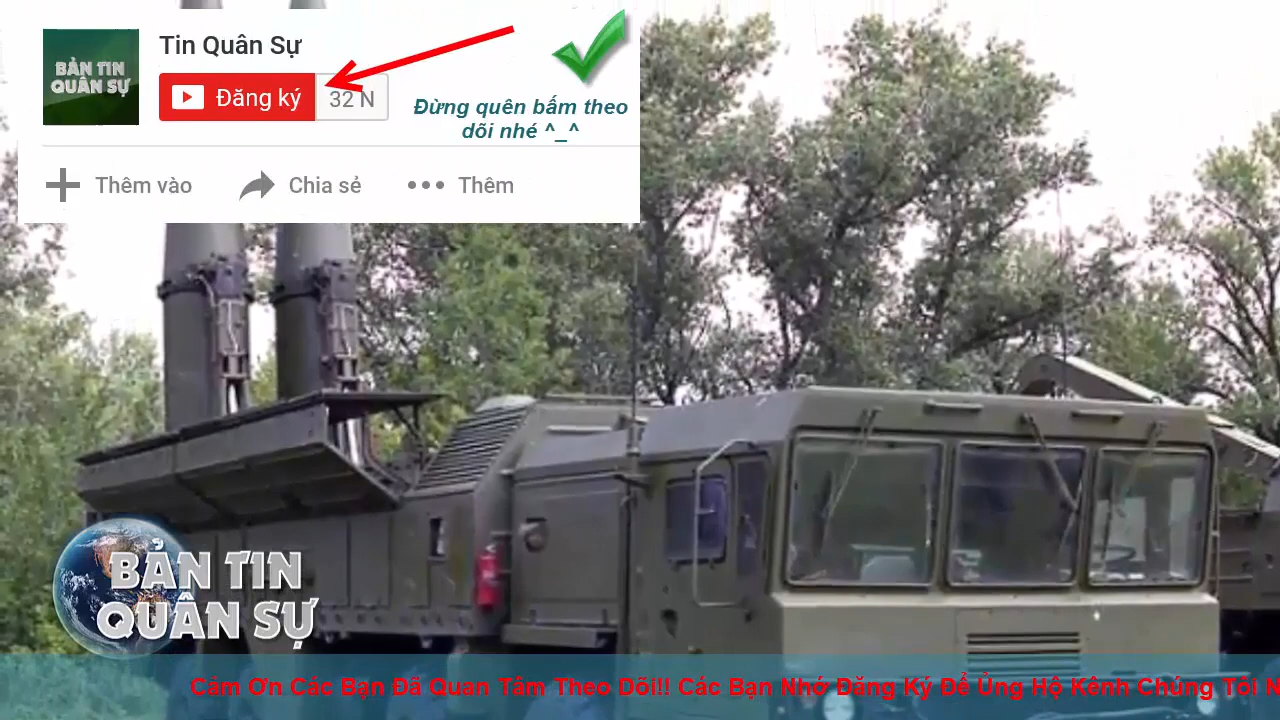 Tin Quân Sự
BẢN TIN
QUÂN SỰ
Đăng ký
32 N
Đừng quên bấm theo
dõi nhé ^_^
Thêm vào
Chia sẻ
Thêm
BẢN TIN
QUÂN SỰ
Cám Ơn Các Bạn Đã Quan Tâm Theo Dõi!! Các Bạn Nhớ Đăng Ký Để Ủng Hộ Kênh Chúng Tôi N